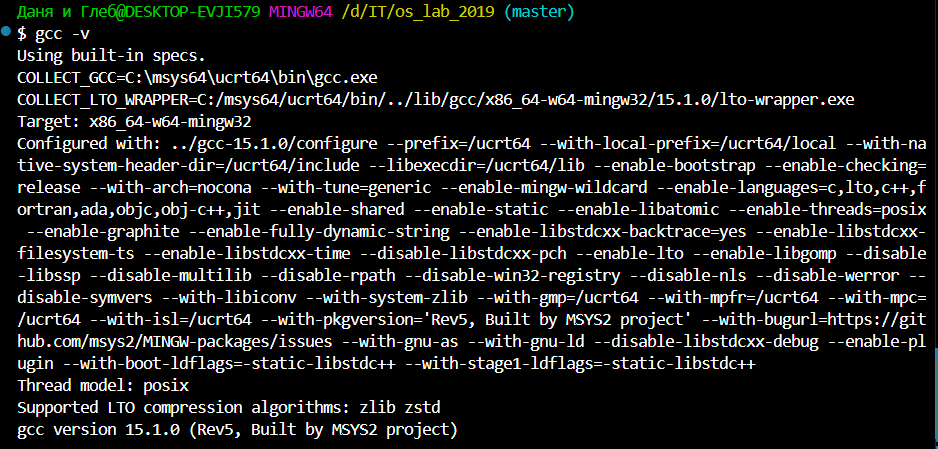 Даня и Глеб@DESKTOP-EVJI579 MINGW64 /d/IT/os_lab_2019 (master)
$ gcc -v
Using built-in specs.
COLLECT_GCC=C:\msys64\ucrt64\bin\gcc.exe
COLLECT_LTO_WRAPPER=C:/msys64/ucrt64/bin/../lib/gcc/x86_64-w64-mingw32/15.1.0/lto-wrapper.exe
Target: x86_64-w64-mingw32
Configured with: ../gcc-15.1.0/configure --prefix=/ucrt64 --with-local-prefix=/ucrt64/local --with-na
tive-system-header-dir=/ucrt64/include --libexecdir=/ucrt64/lib --enable-bootstrap --enable-checking=
release --with-arch=nocona --with-tune=generic --enable-mingw-wildcard --enable-languages=c,lto,c++,f
ortran,ada,objc,obj-c++,jit --enable-shared --enable-static --enable-libatomic --enable-threads=posix
 --enable-graphite --enable-fully-dynamic-string --enable-libstdcxx-backtrace=yes --enable-libstdcxx-
filesystem-ts --enable-libstdcxx-time --disable-libstdcxx-pch --enable-lto --enable-libgomp --disable
-libssp --disable-multilib --disable-rpath --disable-win32-registry --disable-nls --disable-werror --
disable-symvers --with-libiconv --with-system-zlib --with-gmp=/ucrt64 --with-mpfr=/ucrt64 --with-mpc=
/ucrt64 --with-isl=/ucrt64 --with-pkgversion='Rev5, Built by MSYS2 project' --with-bugurl=https://git
hub.com/msys2/MINGW-packages/issues --with-gnu-as --with-gnu-ld --disable-libstdcxx-debug --enable-pl
ugin --with-boot-ldflags=-static-libstdc++ --with-stage1-ldflags=-static-libstdc++
Thread model: posix
Supported LTO compression algorithms: zlib zstd
gcc version 15.1.0 (Rev5, Built by MSYS2 project)